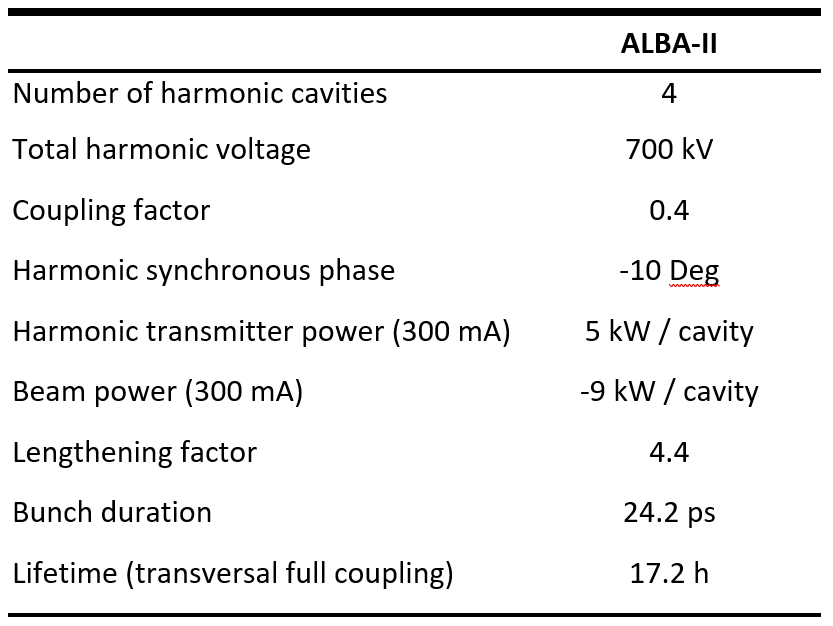 ALBA-II
Number of harmonic cavities 4
Total harmonic voltage 700 kV
Coupling factor 0.4
Harmonic synchronous phase -10 Deg
Harmonic transmitter power (300 mA) 5 kW / cavity
Beam power (300 mA) -9 kW / cavity
Lengthening factor 4.4
Bunch duration 24.2 ps
Lifetime (transversal full coupling) 17.2 h